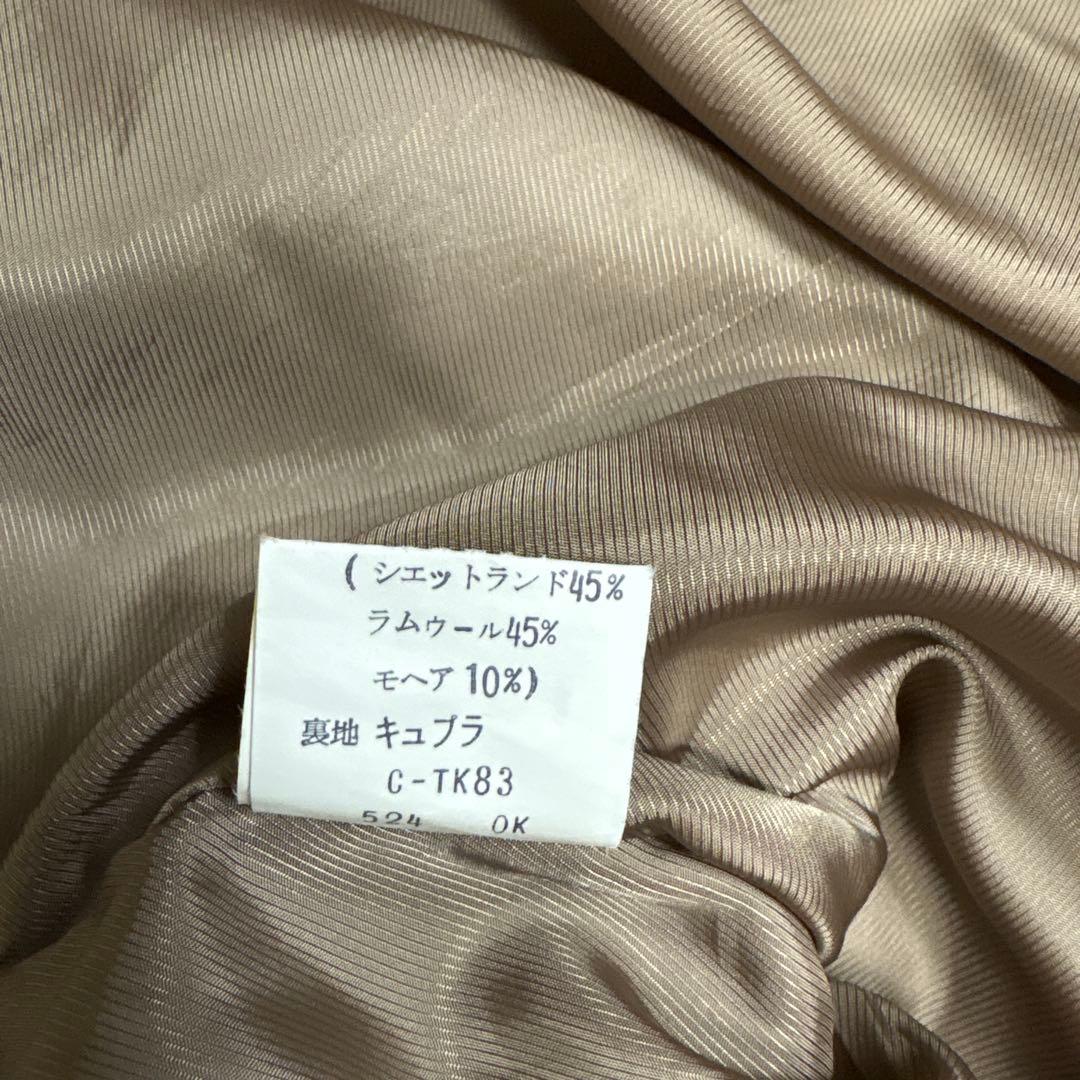 (シエットランド45%
ラムウール45%
モヘア10%)
裏地 キュプラ
C-TK83
524 OK